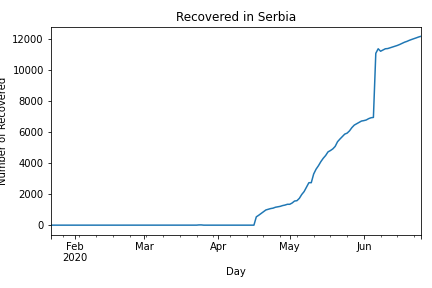 Recovered in Serbia
Number of Recovered
12000
10000
8000
6000
4000
2000
0
Feb
2020
Mar
Apr
May
Jun
Day